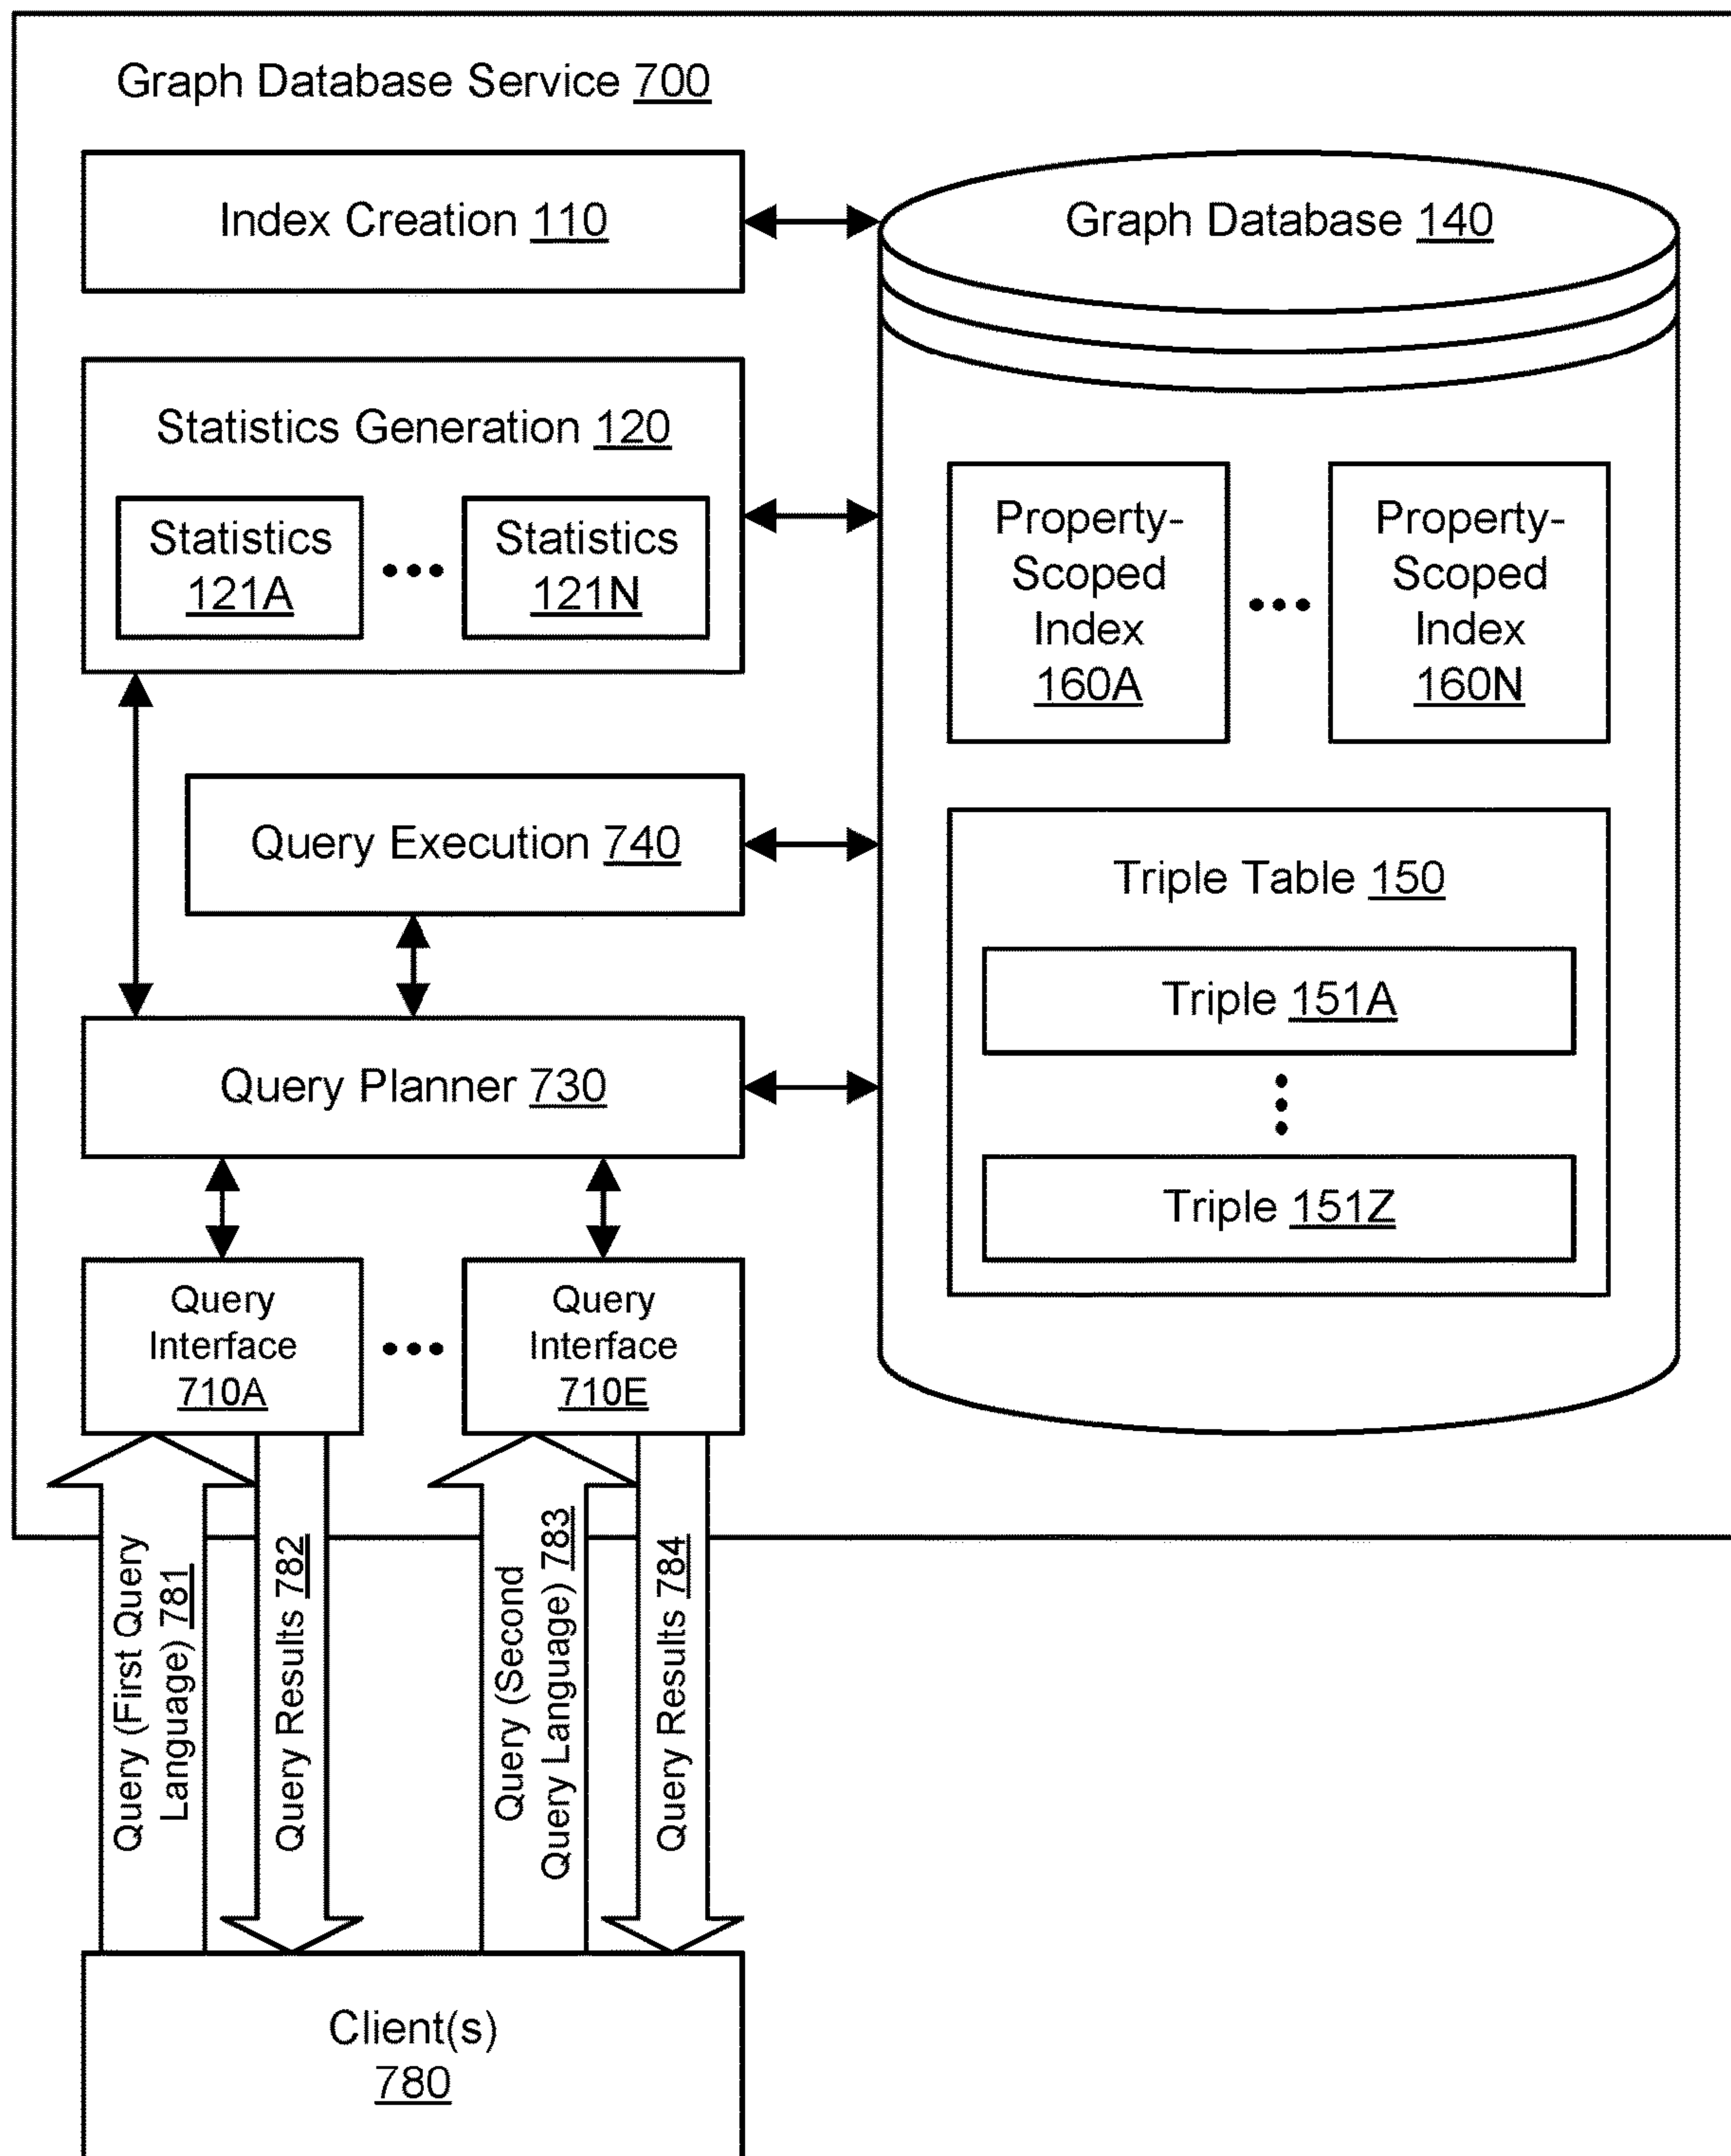 Graph Database Service 700
Index Creation 110
Graph Database 140
Statistics Generation 120
Statistics
121A
Statistics
121N
Property-
Scoped
Index
160A
Property-
Scoped
Index
160N
Query Execution 740
Triple Table 150
Triple 151A
Triple 151Z
Query Planner 730
Query
Interface
710A
Query
Interface
710E
Query (First Query
Language) 781
Query Results 782
Query (Second
Query Language) 783
Query Results 784
Client(s)
780